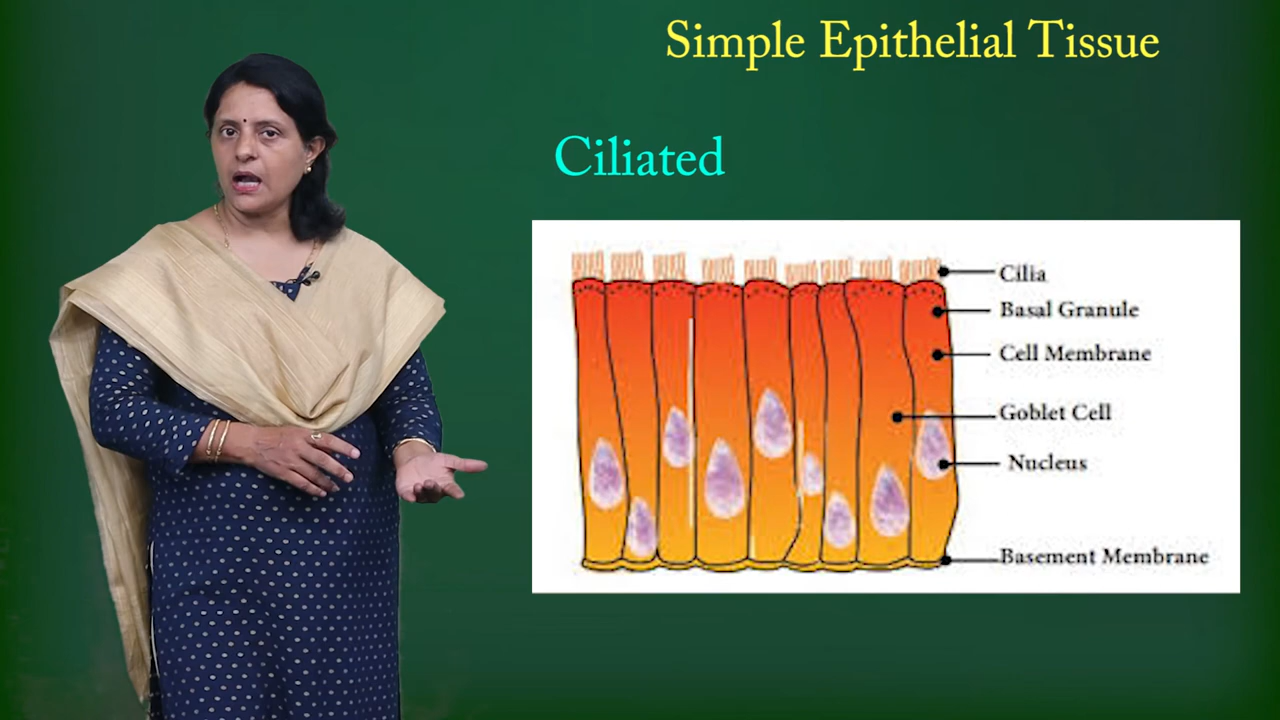 Simple Epithelial Tissue
Ciliated
Cilia
Basal Granule
Cell Membrane
Goblet Cell
Nucleus
Basement Membrane